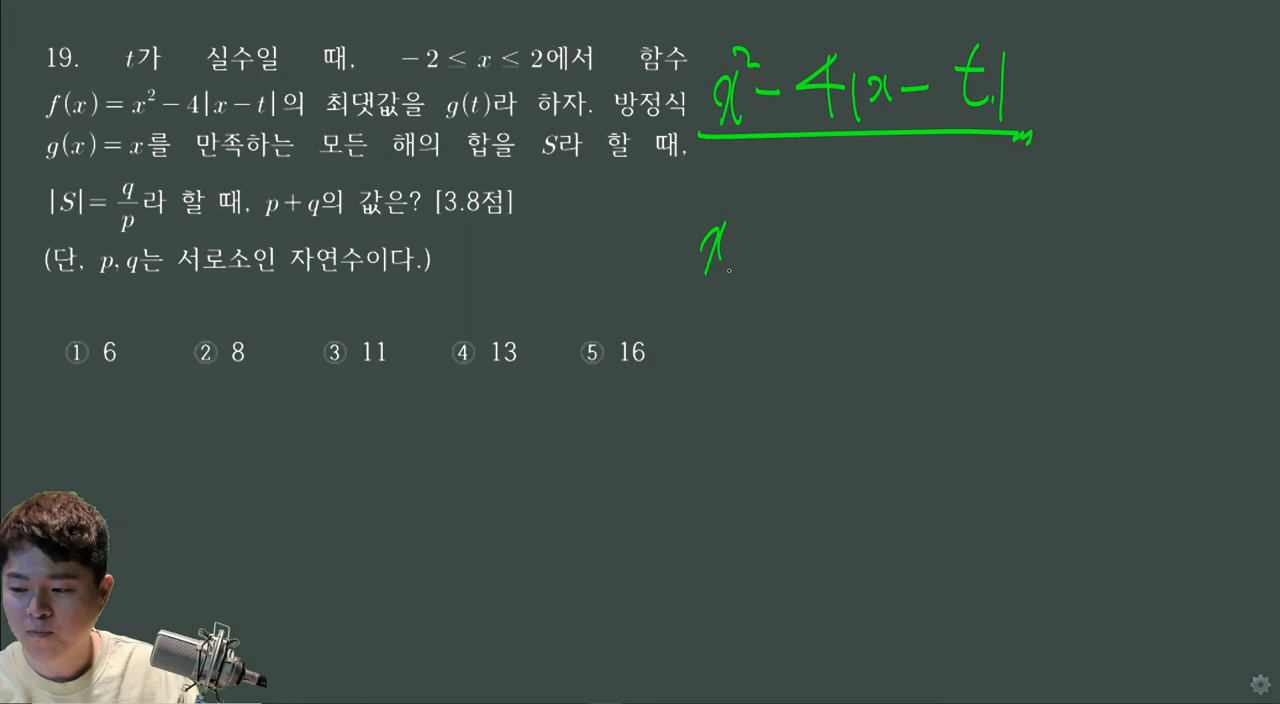 19. t가 실수일 때, -2 ≤ x ≤ 2에서 함수
f(x) = x² - 4|x - t|의 최댓값을 g(t)라 하자. 방정식
g(x) = x를 만족하는 모든 해의 합을 S라 할 때,
|S| = q/p라 할 때, p+q의 값은? [3.8점]
(단, p, q는 서로소인 자연수이다.)
① 6 ② 8 ③ 11 ④ 13 ⑤ 16
x² - 4|x - t|
x